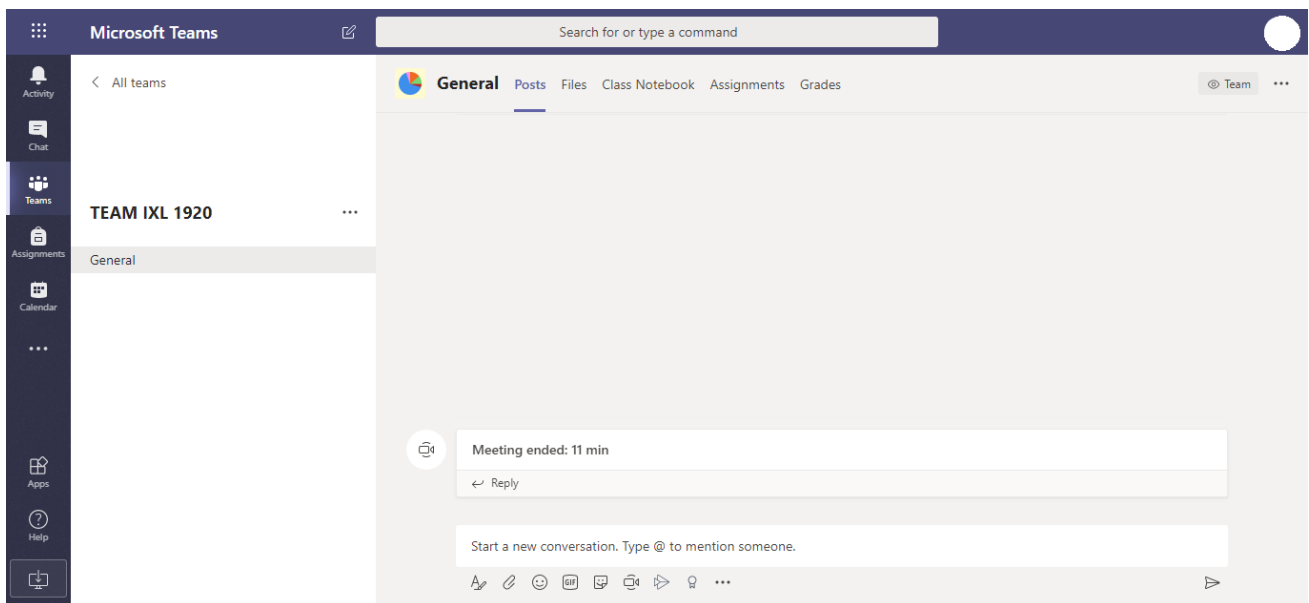 Microsoft Teams
Search for or type a command
Activity
Chat
Teams
Assignments
Calendar
Apps
Help
All teams
TEAM IXL 1920
General
General Posts Files Class Notebook Assignments Grades
Team
Meeting ended: 11 min
Reply
Start a new conversation. Type @ to mention someone.
GIF